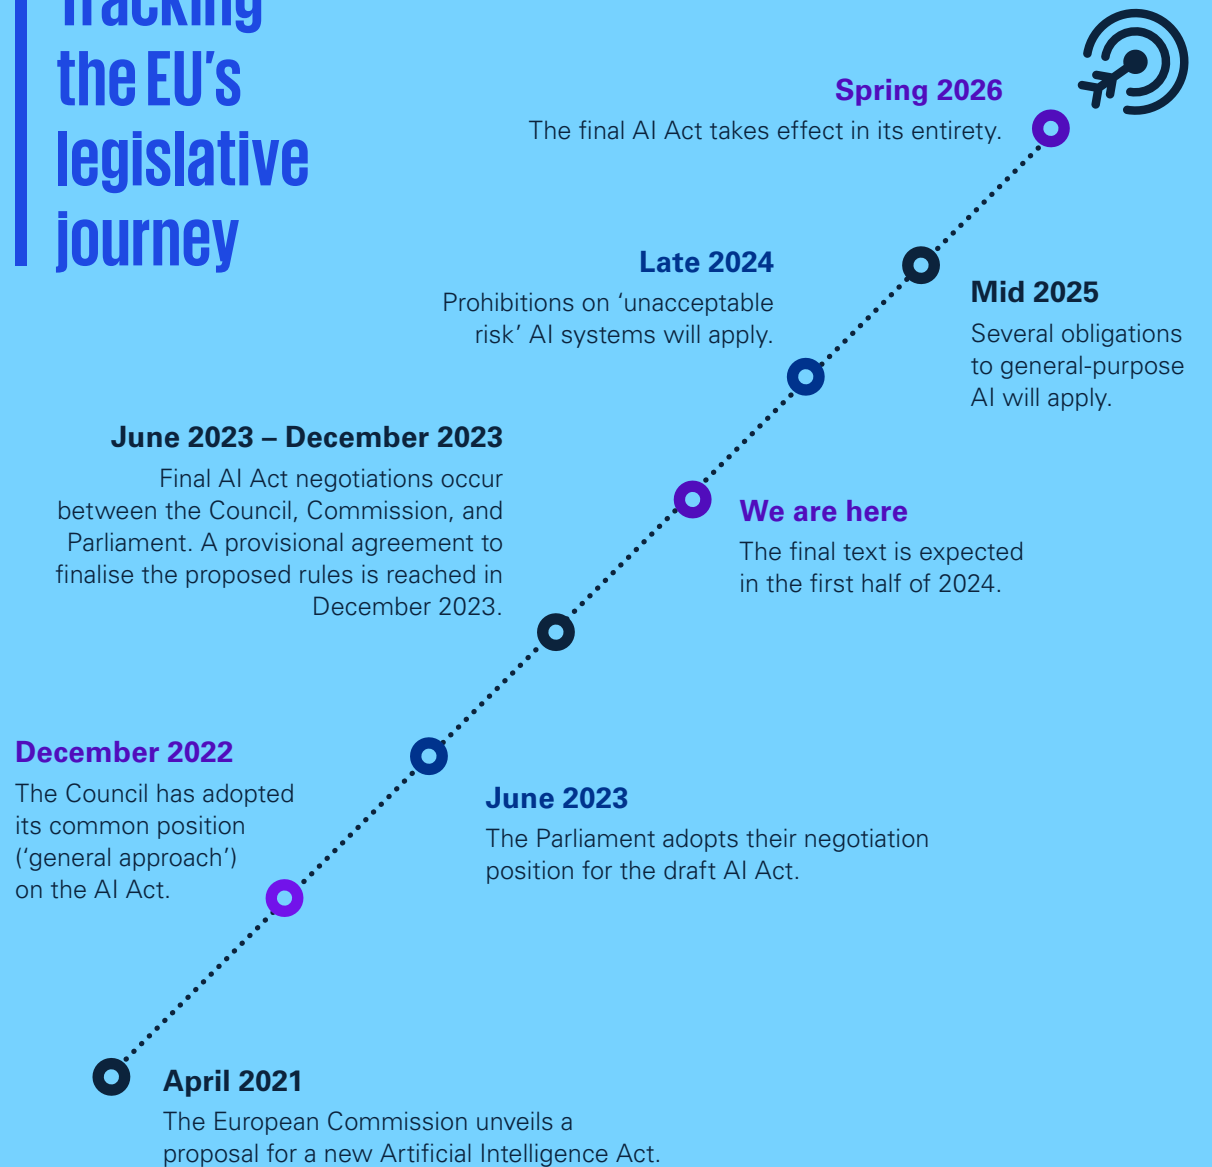 Tracking
the EU's
legislative
journey
Spring 2026
The final AI Act takes effect in its entirety.
Late 2024
Prohibitions on ‘unacceptable
risk’ AI systems will apply.
Mid 2025
Several obligations
to general-purpose
AI will apply.
June 2023 – December 2023
Final AI Act negotiations occur
between the Council, Commission, and
Parliament. A provisional agreement to
finalise the proposed rules is reached in
December 2023.
We are here
The final text is expected
in the first half of 2024.
December 2022
The Council has adopted
its common position
(‘general approach’)
on the AI Act.
June 2023
The Parliament adopts their negotiation
position for the draft AI Act.
April 2021
The European Commission unveils a
proposal for a new Artificial Intelligence Act.